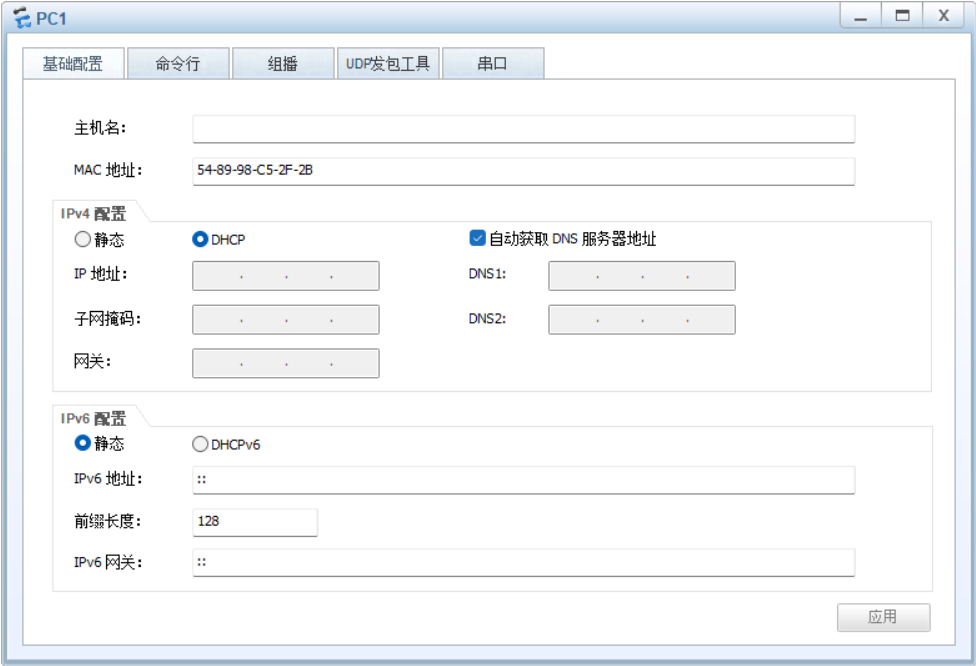 PC1
基础配置 命令行 组播 UDP发包工具 串口
主机名:
MAC 地址: 54-89-98-C5-2F-2B
IPv4 配置
静态 DHCP 自动获取 DNS 服务器地址
IP 地址: . . . DNS1: . . .
子网掩码: . . . DNS2: . . .
网关: . . .
IPv6 配置
静态 DHCPv6
IPv6 地址: ::
前缀长度: 128
IPv6 网关: ::
应用